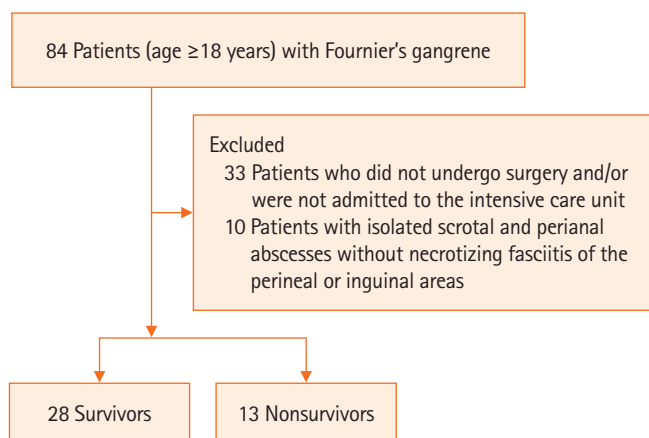 84 Patients (age ≥18 years) with Fournier's gangrene
Excluded
33 Patients who did not undergo surgery and/or
were not admitted to the intensive care unit
10 Patients with isolated scrotal and perianal
abscesses without necrotizing fasciitis of the
perineal or inguinal areas
28 Survivors
13 Nonsurvivors